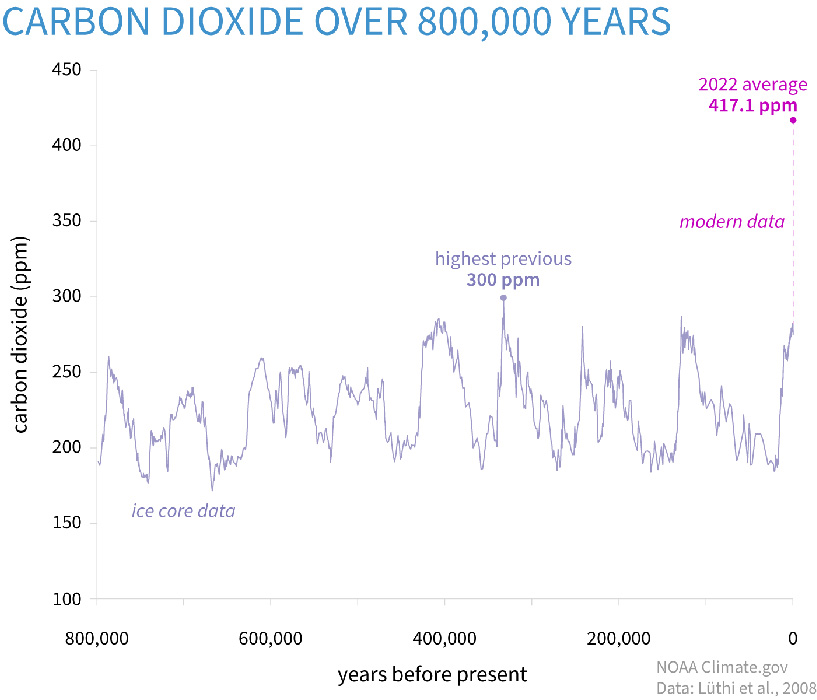 CARBON DIOXIDE OVER 800,000 YEARS
450
2022 average
417.1 ppm
400
350
modern data
highest previous
300 ppm
300
carbon dioxide (ppm)
250
200
ice core data
150
100
800,000 600,000 400,000 200,000 0
years before present
NOAA Climate.gov
Data: Lüthi et al., 2008